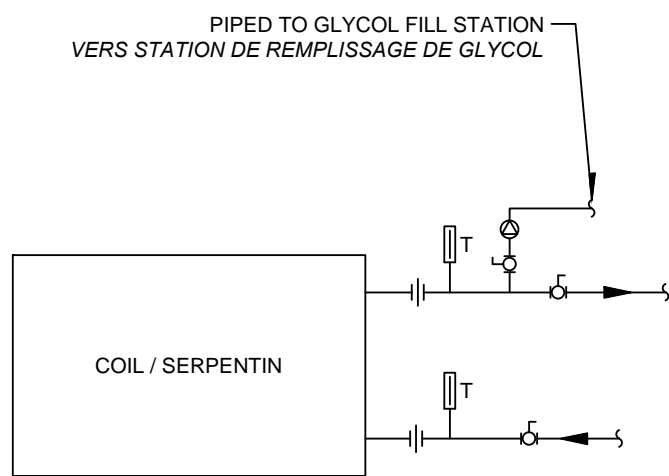 PIPED TO GLYCOL FILL STATION
VERS STATION DE REMPLISSAGE DE GLYCOL
T
COIL / SERPENTIN
T